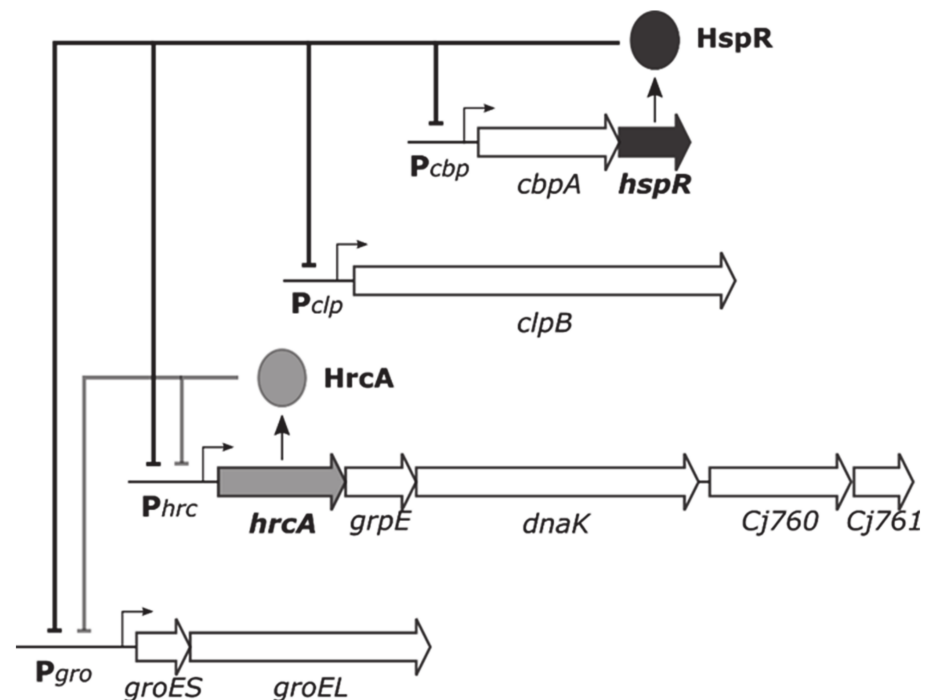 HspR
Pcbp
cbpA hspR
Pclp
clpB
HrcA
Phrc
hrcA grpE dnaK Cj760 Cj761
Pgro
groES groEL